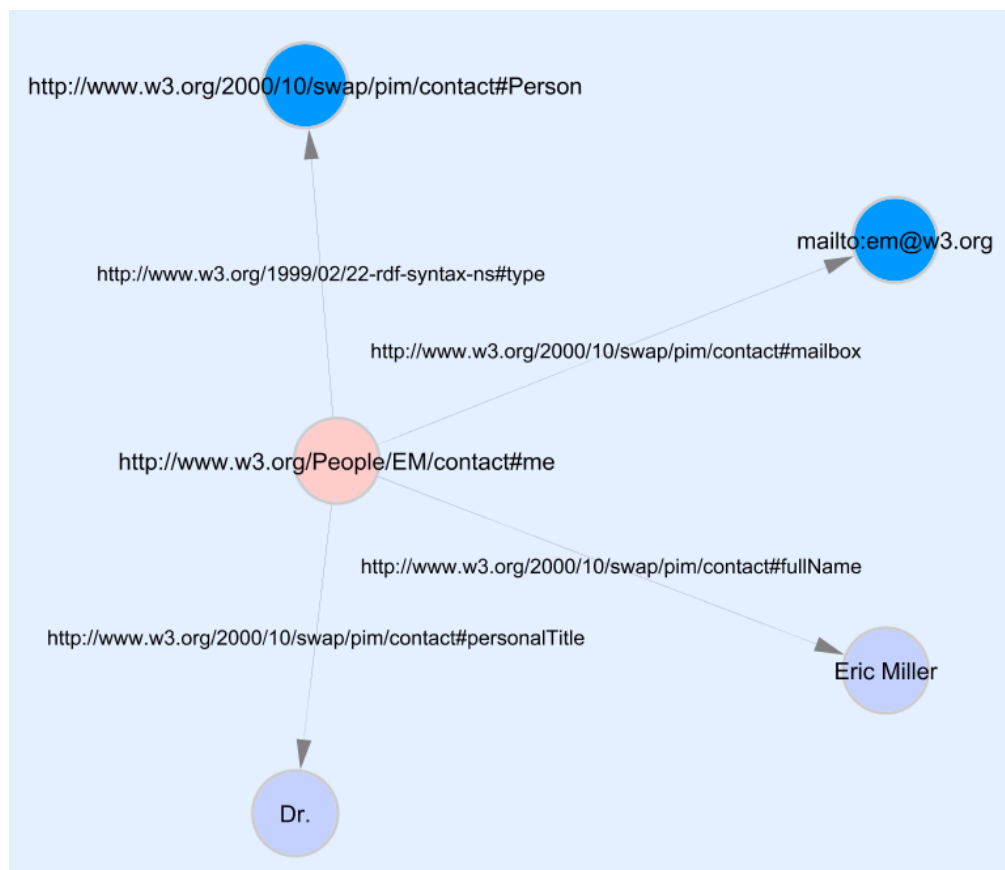 http://www.w3.org/2000/10/swap/pim/contact#Person
mailto:em@w3.org
http://www.w3.org/1999/02/22-rdf-syntax-ns#type
http://www.w3.org/2000/10/swap/pim/contact#mailbox
http://www.w3.org/People/EM/contact#me
http://www.w3.org/2000/10/swap/pim/contact#fullName
http://www.w3.org/2000/10/swap/pim/contact#personalTitle
Eric Miller
Dr.